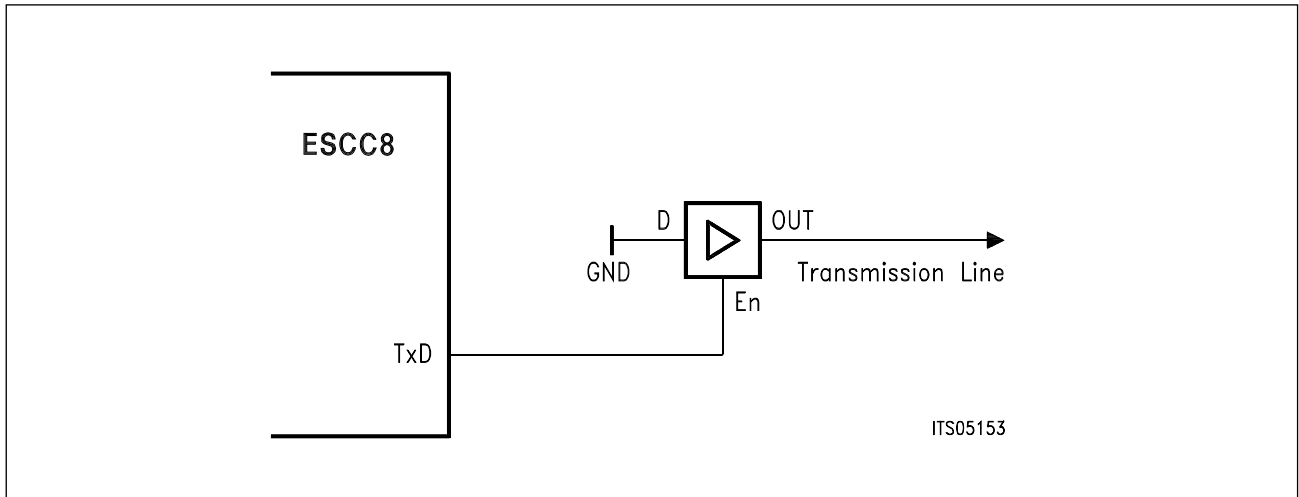 ESCC8
D
OUT
GND
Transmission Line
En
TxD
ITS05153